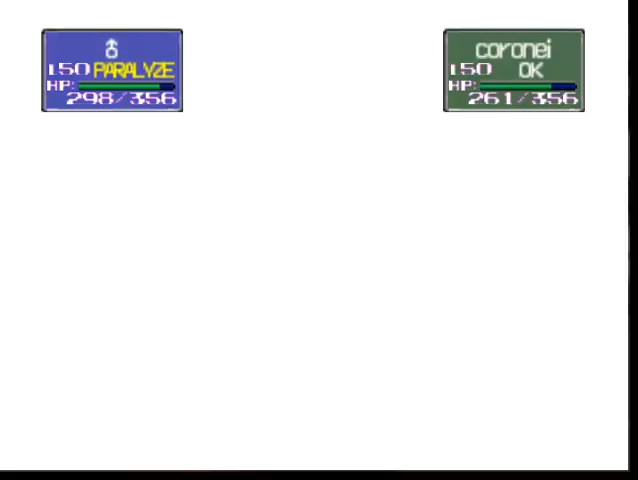 ♂
150 PARALYZE
HP:
298/356
coronei
150 OK
HP:
261/356